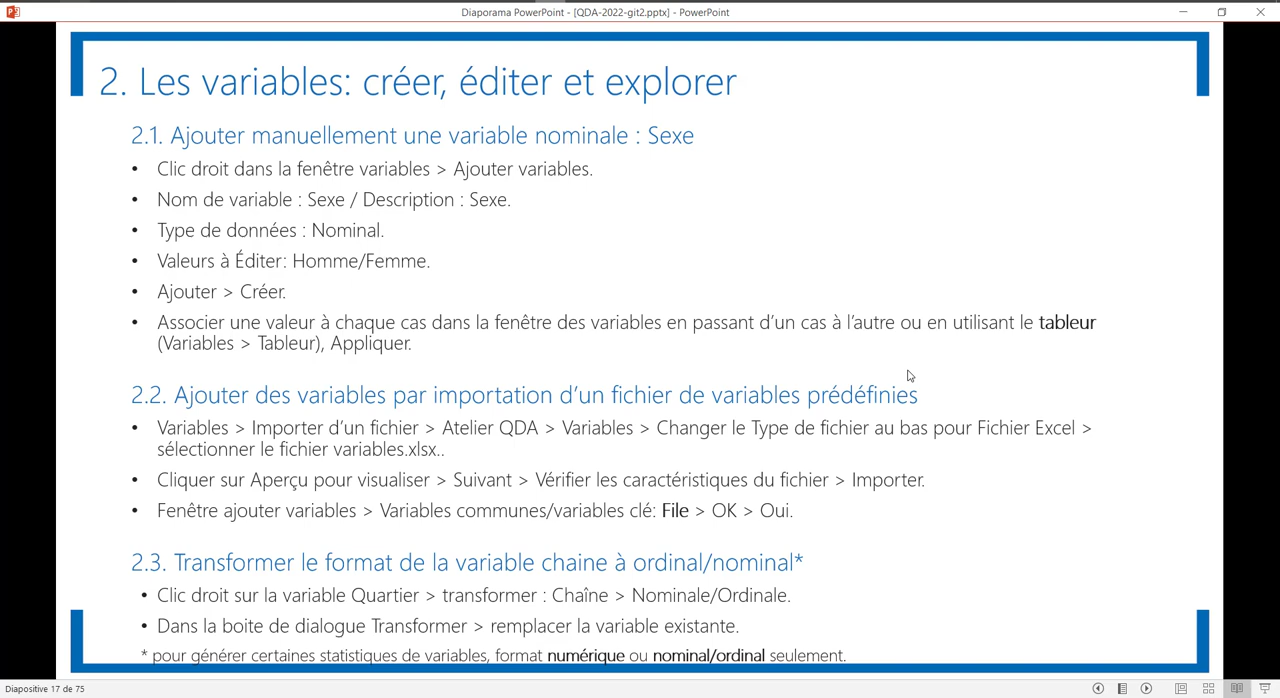 Diaporama PowerPoint - [QDA-2022-git2.pptx] - PowerPoint
2. Les variables: créer, éditer et explorer
2.1. Ajouter manuellement une variable nominale : Sexe
• Clic droit dans la fenêtre variables > Ajouter variables.
• Nom de variable : Sexe / Description : Sexe.
• Type de données : Nominal.
• Valeurs à Éditer: Homme/Femme.
• Ajouter > Créer.
• Associer une valeur à chaque cas dans la fenêtre des variables en passant d’un cas à l’autre ou en utilisant le tableur
(Variables > Tableur), Appliquer.
2.2. Ajouter des variables par importation d’un fichier de variables prédéfinies
• Variables > Importer d’un fichier > Atelier QDA > Variables > Changer le Type de fichier au bas pour Fichier Excel >
sélectionner le fichier variables.xlsx..
• Cliquer sur Aperçu pour visualiser > Suivant > Vérifier les caractéristiques du fichier > Importer.
• Fenêtre ajouter variables > Variables communes/variables clé: File > OK > Oui.
2.3. Transformer le format de la variable chaine à ordinal/nominal*
• Clic droit sur la variable Quartier > transformer : Chaîne > Nominale/Ordinale.
• Dans la boite de dialogue Transformer > remplacer la variable existante.
* pour générer certaines statistiques de variables, format numérique ou nominal/ordinal seulement.
Diapositive 17 de 75